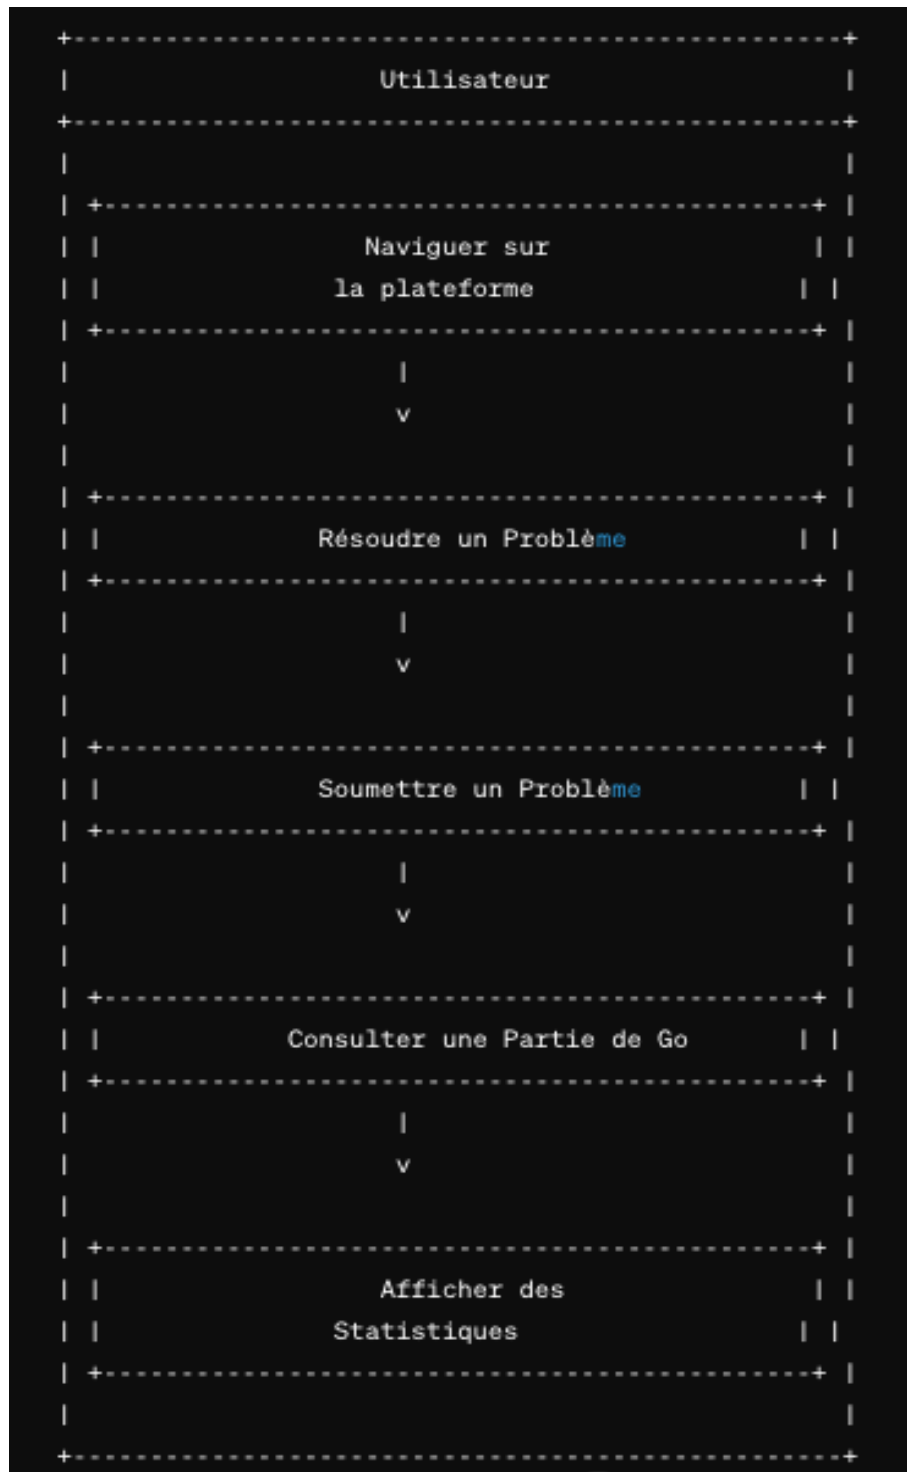 +--------------------------------------------------+
| Utilisateur |
+--------------------------------------------------+
| |
| +----------------------------------------------+ |
| | Naviguer sur | |
| | la plateforme | |
| +----------------------------------------------+ |
| | |
| v |
| |
| +----------------------------------------------+ |
| | Résoudre un Problème | |
| +----------------------------------------------+ |
| | |
| v |
| |
| +----------------------------------------------+ |
| | Soumettre un Problème | |
| +----------------------------------------------+ |
| | |
| v |
| |
| +----------------------------------------------+ |
| | Consulter une Partie de Go | |
| +----------------------------------------------+ |
| | |
| v |
| |
| +----------------------------------------------+ |
| | Afficher des | |
| | Statistiques | |
| +----------------------------------------------+ |
| |
+--------------------------------------------------+